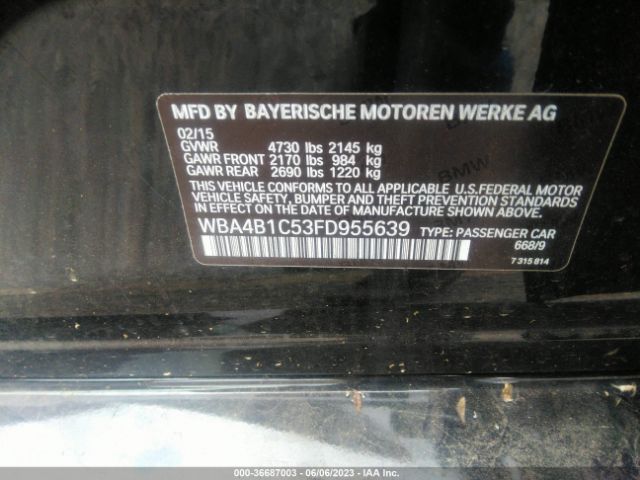 MFD BY BAYERISCHE MOTOREN WERKE AG
02/15
GVWR 4730 lbs 2145 kg
GAWR FRONT 2170 lbs 984 kg
GAWR REAR 2690 lbs 1220 kg
THIS VEHICLE CONFORMS TO ALL APPLICABLE U.S.FEDERAL MOTOR
VEHICLE SAFETY, BUMPER AND THEFT PREVENTION STANDARDS
IN EFFECT ON THE DATE OF MANUFACTURE SHOWN ABOVE.
WBA4B1C53FD955639 TYPE: PASSENGER CAR
668/9
7 315 814
BMW
000-36687003 — 06/06/2023 — IAA Inc.